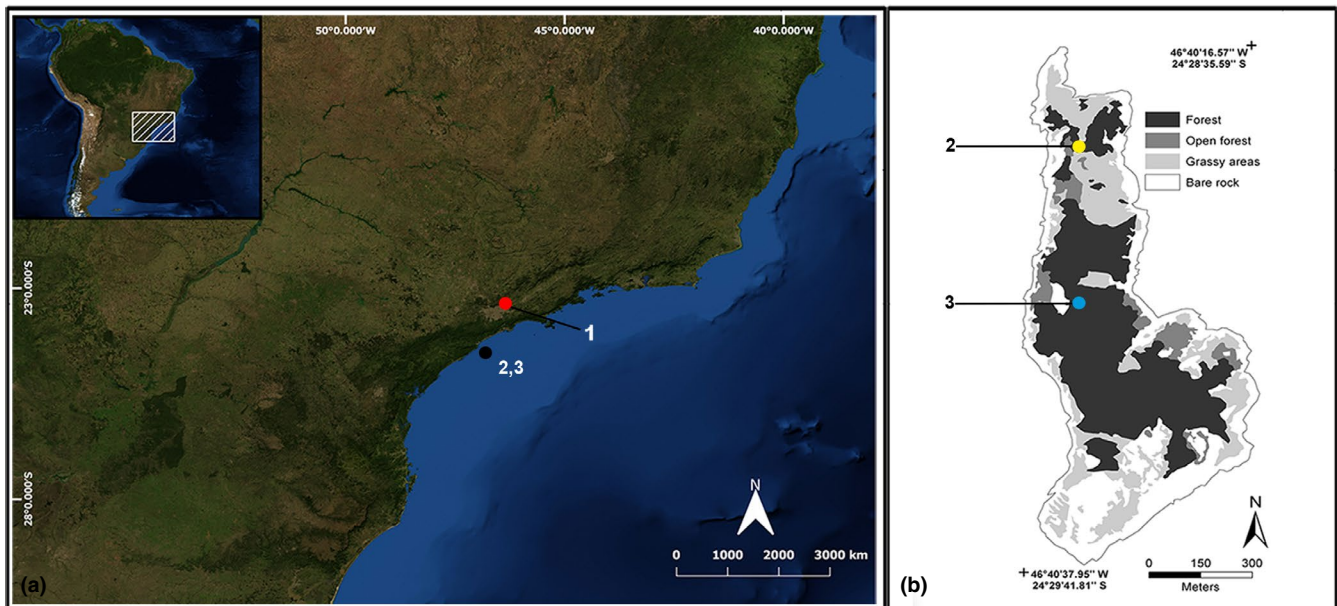 50°0.000'W
45°0.000'W
40°0.000'W
23°0.000'S
28°0.000'S
1
2,3
N
0 1000 2000 3000 km
(a)
46°40'16.57'' W
24°28'35.59'' S
Forest
Open forest
Grassy areas
Bare rock
2
3
N
0 150 300
Meters
46°40'37.95'' W
24°29'41.81'' S
(b)